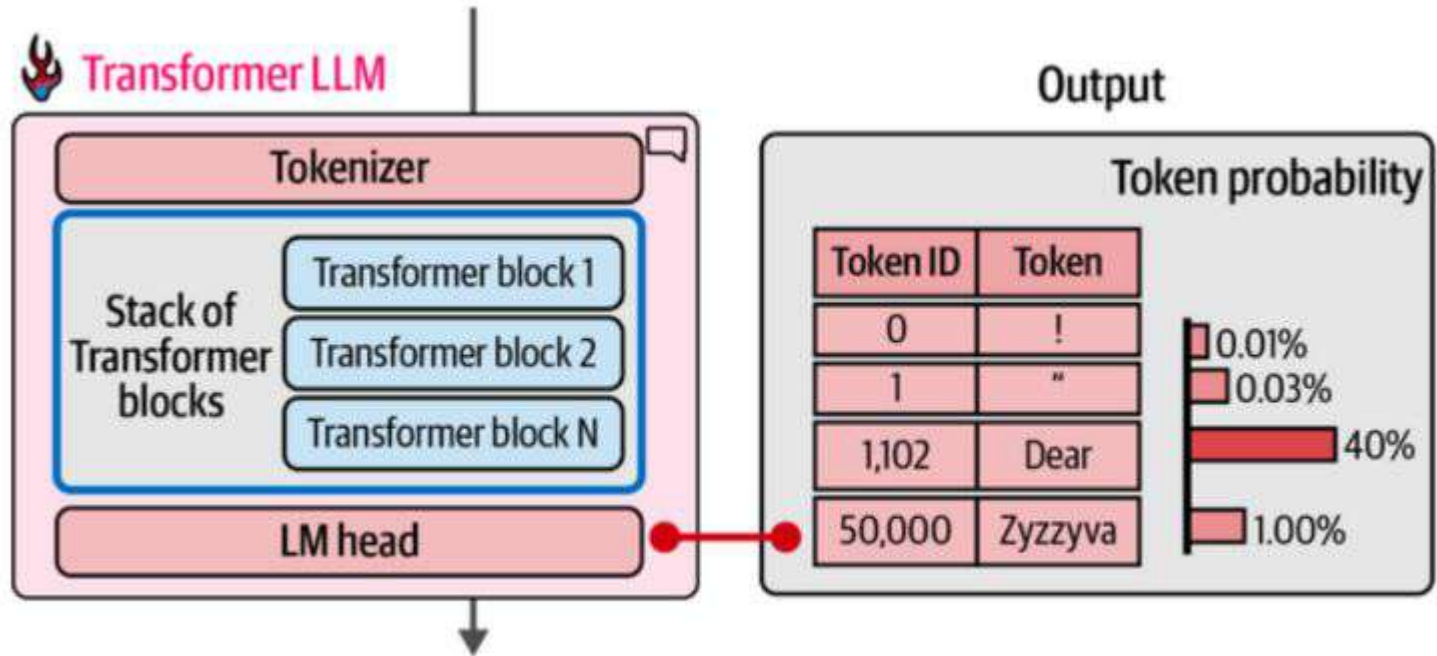 Transformer LLM
Tokenizer
Stack of
Transformer
blocks
Transformer block 1
Transformer block 2
Transformer block N
LM head
Output
Token probability
Token ID Token
0 ! 0.01%
1 “ 0.03%
1,102 Dear 40%
50,000 Zyzzyva 1.00%